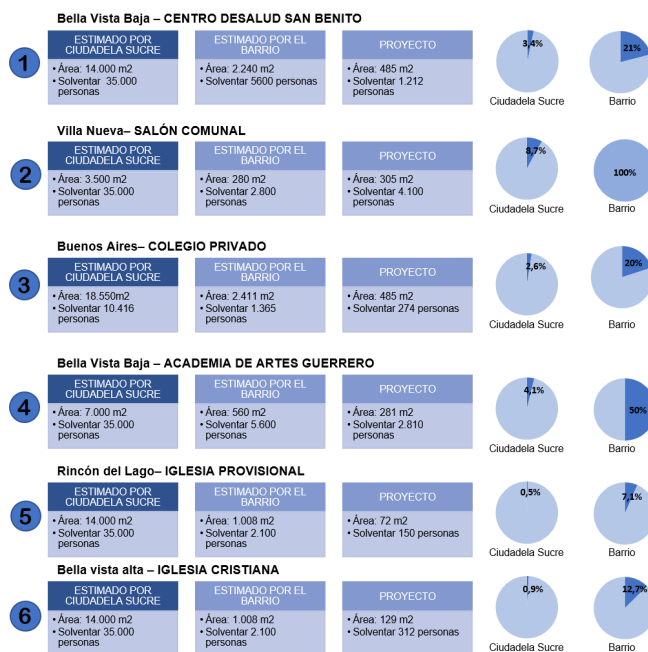 Bella Vista Baja – CENTRO DESALUD SAN BENITO
1
ESTIMADO POR
CIUDADELA SUCRE
• Área: 14.000 m2
• Solventar 35.000
personas
ESTIMADO POR EL
BARRIO
• Área: 2.240 m2
• Solventar 5600 personas
PROYECTO
• Área: 485 m2
• Solventar 1.212
personas
3,4%
Ciudadela Sucre
21%
Barrio
Villa Nueva– SALÓN COMUNAL
2
ESTIMADO POR
CIUDADELA SUCRE
• Área: 3.500 m2
• Solventar 35.000
personas
ESTIMADO POR EL
BARRIO
• Área: 280 m2
• Solventar 2.800
personas
PROYECTO
• Área: 305 m2
• Solventar 4.100
personas
8,7%
Ciudadela Sucre
100%
Barrio
Buenos Aires– COLEGIO PRIVADO
3
ESTIMADO POR
CIUDADELA SUCRE
• Área: 18.550m2
• Solventar 10.416
personas
ESTIMADO POR EL
BARRIO
• Área: 2.411 m2
• Solventar 1.365
personas
PROYECTO
• Área: 485 m2
• Solventar 274 personas
2,6%
Ciudadela Sucre
20%
Barrio
Bella Vista Baja – ACADEMIA DE ARTES GUERRERO
4
ESTIMADO POR
CIUDADELA SUCRE
• Área: 7.000 m2
• Solventar 35.000
personas
ESTIMADO POR EL
BARRIO
• Área: 560 m2
• Solventar 5.600
personas
PROYECTO
• Área: 281 m2
• Solventar 2.810
personas
4,1%
Ciudadela Sucre
50%
Barrio
Rincón del Lago– IGLESIA PROVISIONAL
5
ESTIMADO POR
CIUDADELA SUCRE
• Área: 14.000 m2
• Solventar 35.000
personas
ESTIMADO POR EL
BARRIO
• Área: 1.008 m2
• Solventar 2.100
personas
PROYECTO
• Área: 72 m2
• Solventar 150 personas
0,5%
Ciudadela Sucre
7,1%
Barrio
Bella vista alta – IGLESIA CRISTIANA
6
ESTIMADO POR
CIUDADELA SUCRE
• Área: 14.000 m2
• Solventar 35.000
personas
ESTIMADO POR EL
BARRIO
• Área: 1.008 m2
• Solventar 2.100
personas
PROYECTO
• Área: 129 m2
• Solventar 312 personas
0,9%
Ciudadela Sucre
12,7%
Barrio